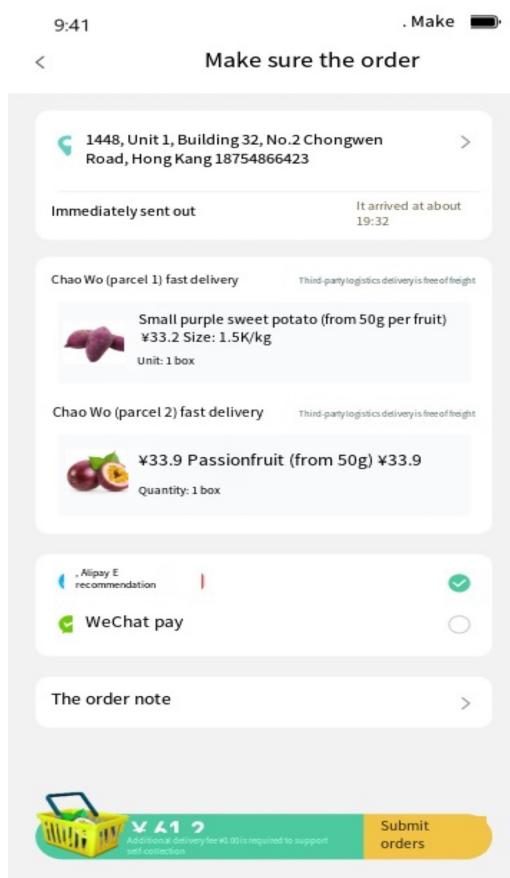 9:41
. Make
Make sure the order
1448, Unit 1, Building 32, No.2 Chongwen
Road, Hong Kang 18754866423
Immediately sent out
It arrived at about
19:32
Chao Wo (parcel 1) fast delivery
Third-party logistics delivery is free of freight
Small purple sweet potato (from 50g per fruit)
¥33.2 Size: 1.5K/kg
Unit: 1 box
Chao Wo (parcel 2) fast delivery
Third-party logistics delivery is free of freight
¥33.9 Passionfruit (from 50g) ¥33.9
Quantity: 1 box
, Alipay E
recommendation
WeChat pay
The order note
Additional delivery fee ¥0.00 is required to support
self-collection
Submit
orders